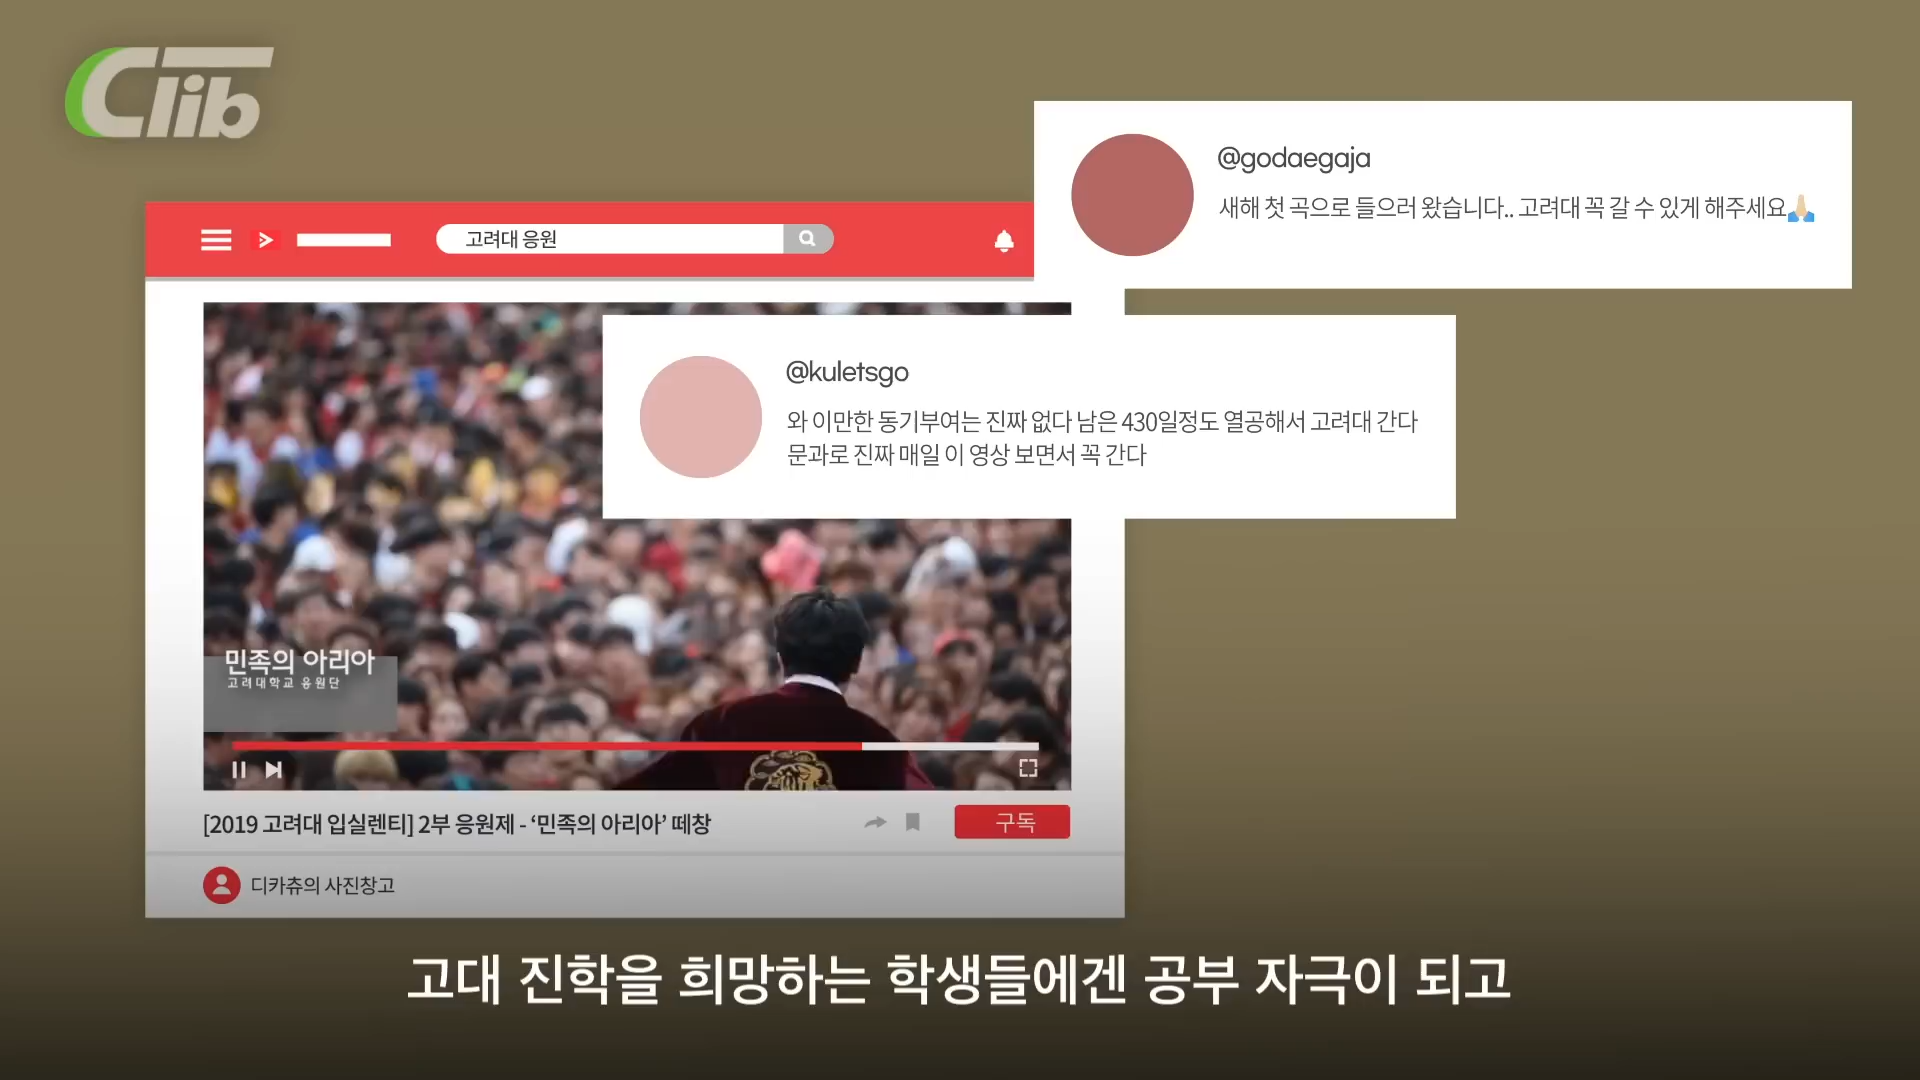 Clib
@godaegaja
새해 첫 곡으로 들으러 왔습니다.. 고려대 꼭 갈 수 있게 해주세요🙏🏼
고려대 응원
@kuletsgo
와 이만한 동기부여는 진짜 없다 남은 430일정도 열공해서 고려대 간다
문과로 진짜 매일 이 영상 보면서 꼭 간다
민족의 아리아
고려대학교 응원단
[2019 고려대 입실렌티] 2부 응원제 - ‘민족의 아리아’ 떼창
구독
디카츄의 사진창고
고대 진학을 희망하는 학생들에겐 공부 자극이 되고